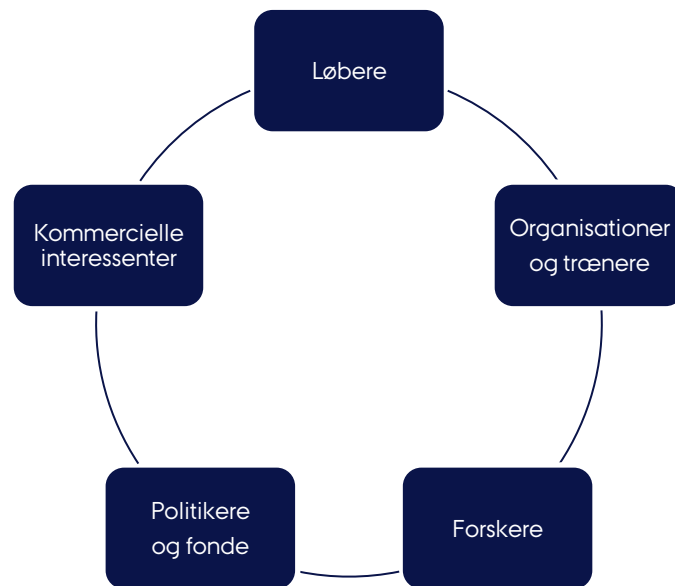 Løbere
Organisationer
og trænere
Forskere
Politikere
og fonde
Kommercielle
interessenter